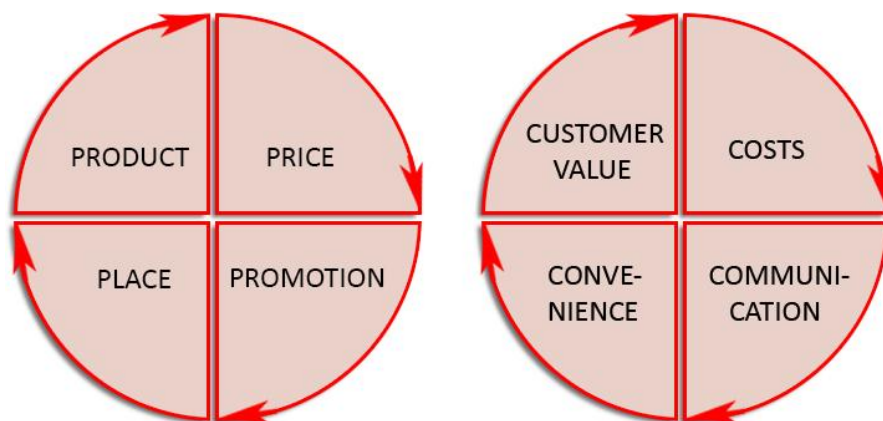 PRODUCT
PRICE
PLACE
PROMOTION
CUSTOMER
VALUE
COSTS
CONVE-
NIENCE
COMMUNI-
CATION